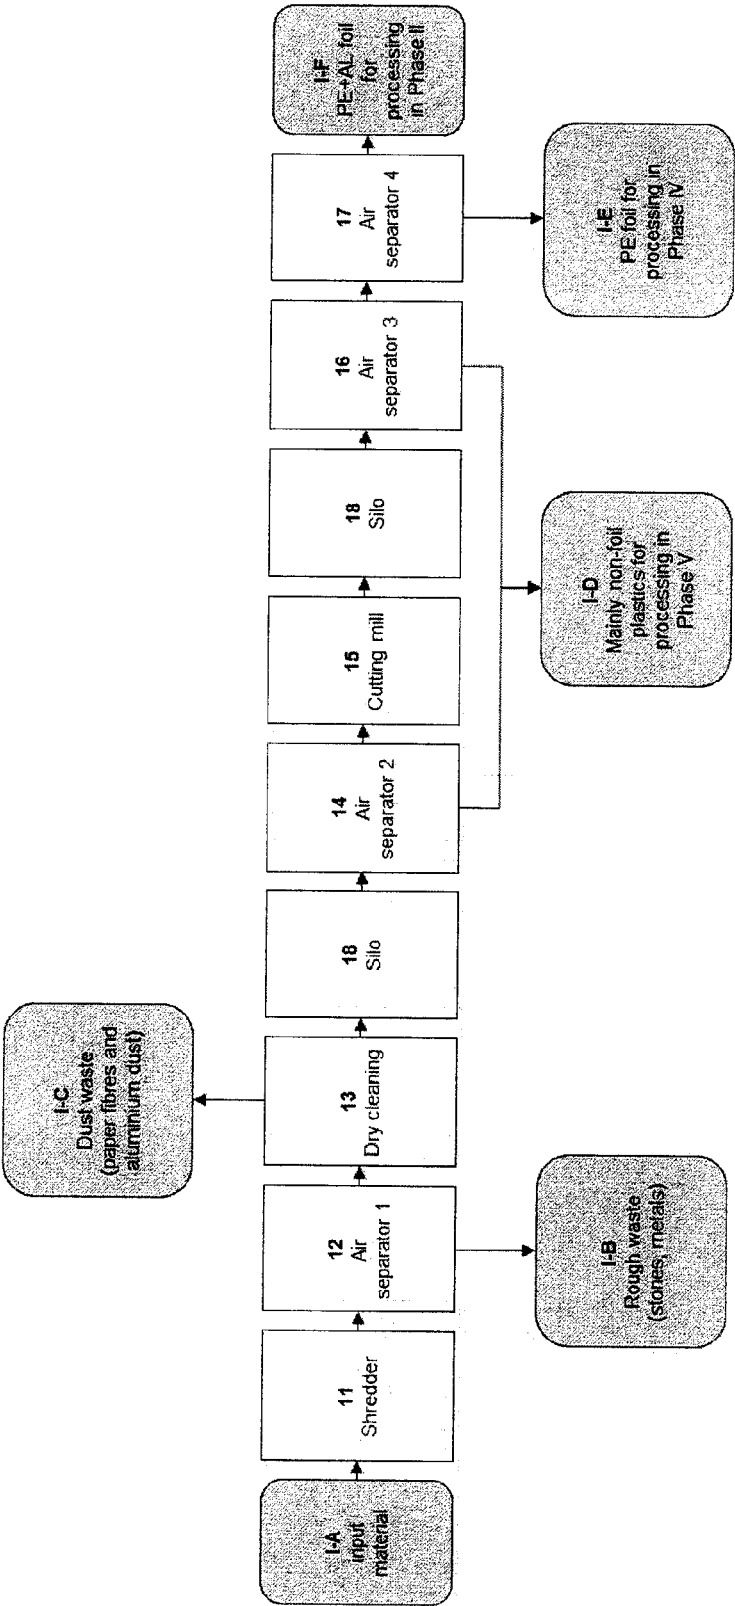 I-A
input
material
11
Shredder
12
Air
separator 1
I-B
Rough waste
(stones, metals)
13
Dry cleaning
I-C
Dust waste
(paper fibres and
aluminium dust)
18
Silo
14
Air
separator 2
15
Cutting mill
18
Silo
16
Air
separator 3
I-D
Mainly non-foil
plastics for
processing in
Phase V
17
Air
separator 4
I-E
PE foil for
processing in
Phase IV
I-F
PE+AL foil
for
processing
in Phase II